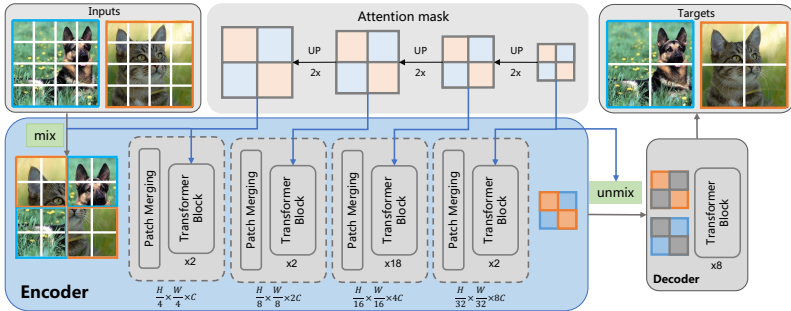 Inputs
Attention mask
Targets
UP
2x
UP
2x
UP
2x
mix
unmix
Patch Merging
Transformer
Block
x2
Patch Merging
Transformer
Block
x2
Patch Merging
Transformer
Block
x18
Patch Merging
Transformer
Block
x2
Transformer
Block
x8
Decoder
Encoder
H/4 × W/4 ×C
H/8 × W/8 ×2C
H/16 × W/16 ×4C
H/32 × W/32 ×8C